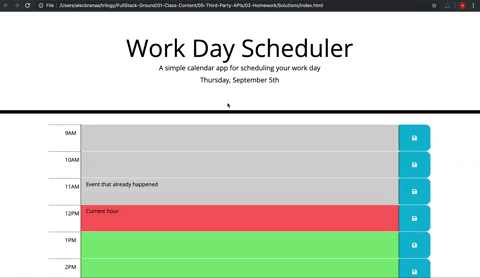 File | /Users/alecbranaa/trilogy/FullStack-Ground/01-Class-Content/05-Third-Party-APIs/02-Homework/Solutions/index.html
Work Day Scheduler
A simple calendar app for scheduling your work day
Thursday, September 5th
9AM
10AM
11AM Event that already happened
12PM Current hour
1PM
2PM